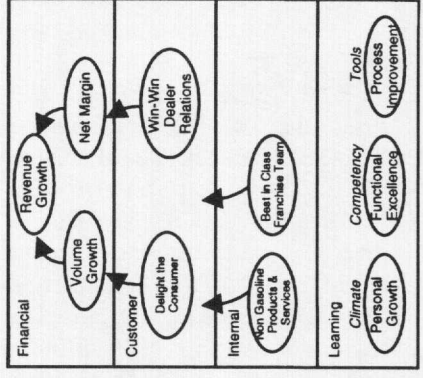 Financial
Revenue
Growth
Volume
Growth
Net Margin
Customer
Delight the
Consumer
Win-Win
Dealer
Relations
Internal
Non Gasoline
Products &
Services
Best in Class
Franchise Team
Learning
Climate
Personal
Growth
Competency
Functional
Excellence
Tools
Process
Improvement